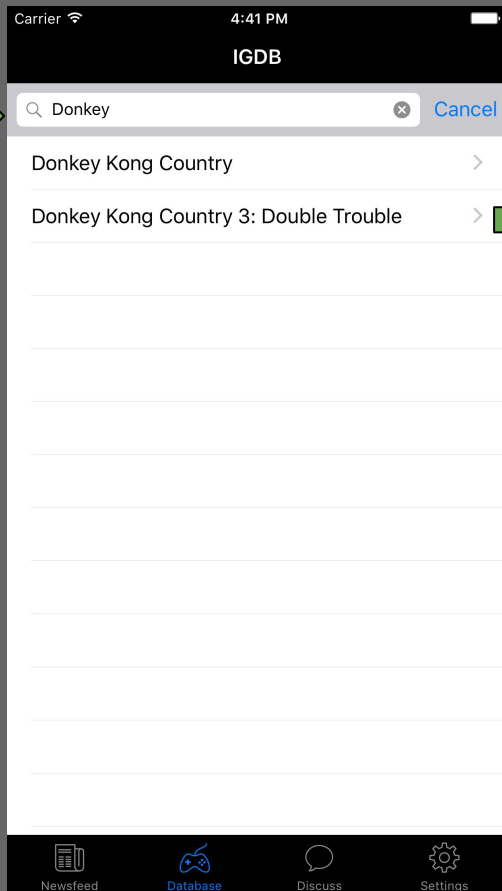 Carrier 4:41 PM
IGDB
Donkey Cancel
Donkey Kong Country
Donkey Kong Country 3: Double Trouble
Newsfeed Database Discuss Settings